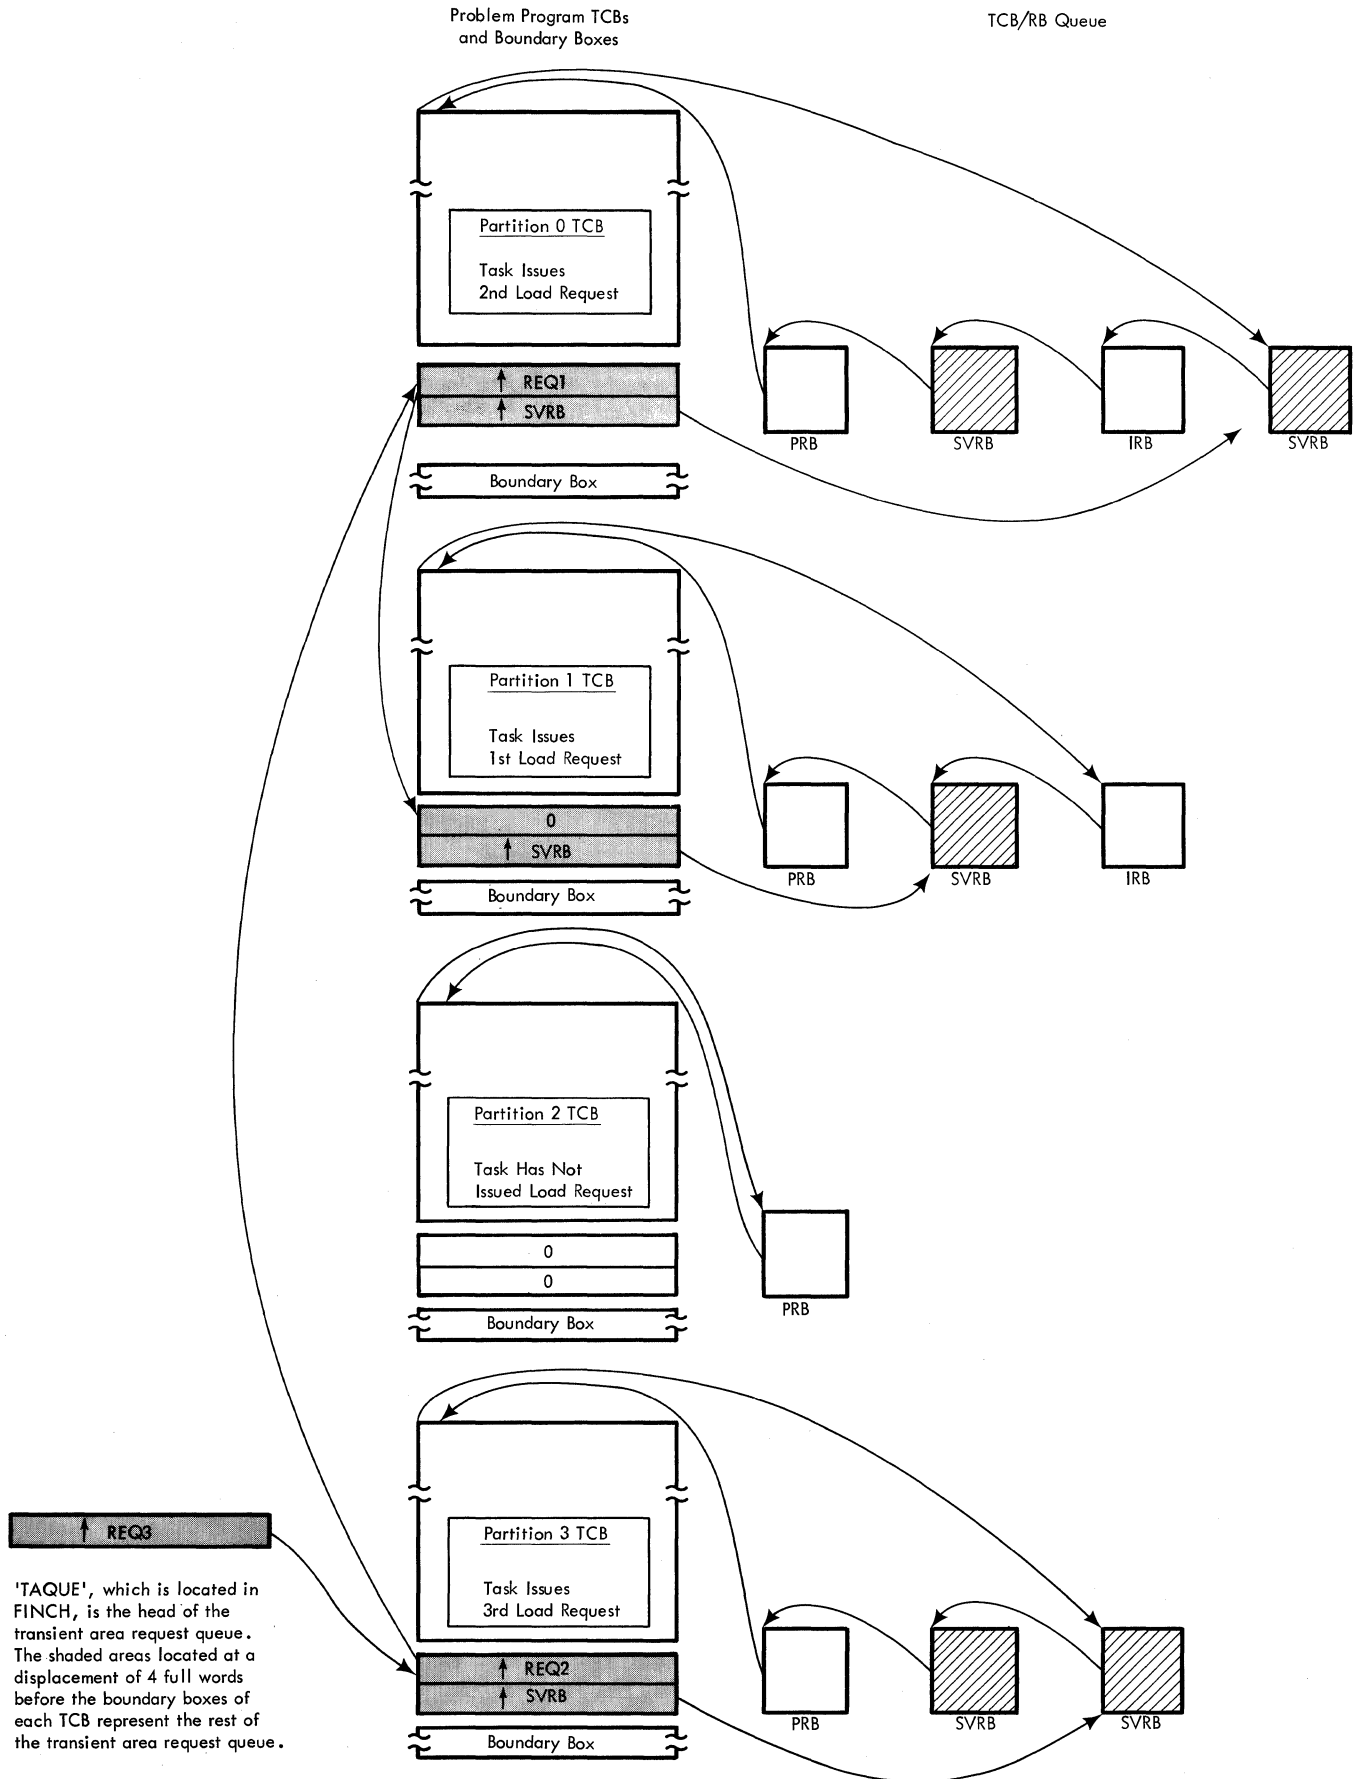 Problem Program TCBs
and Boundary Boxes
TCB/RB Queue
Partition 0 TCB
Task Issues
2nd Load Request
↑ REQ1
↑ SVRB
PRB
SVRB
IRB
SVRB
Boundary Box
Partition 1 TCB
Task Issues
1st Load Request
0
↑ SVRB
PRB
SVRB
IRB
Boundary Box
Partition 2 TCB
Task Has Not
Issued Load Request
0
0
PRB
Boundary Box
↑ REQ3
'TAQUE', which is located in
FINCH, is the head of the
transient area request queue.
The shaded areas located at a
displacement of 4 full words
before the boundary boxes of
each TCB represent the rest of
the transient area request queue.
Partition 3 TCB
Task Issues
3rd Load Request
↑ REQ2
↑ SVRB
PRB
SVRB
SVRB
Boundary Box